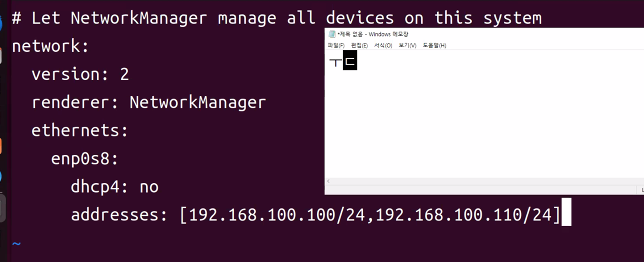 # Let NetworkManager manage all devices on this system
network:
  version: 2
  renderer: NetworkManager
  ethernets:
    enp0s8:
      dhcp4: no
      addresses: [192.168.100.100/24,192.168.100.110/24]
~
*제목 없음 - Windows 메모장
파일(F) 편집(E) 서식(O) 보기(V) 도움말(H)
ㅜㄷ